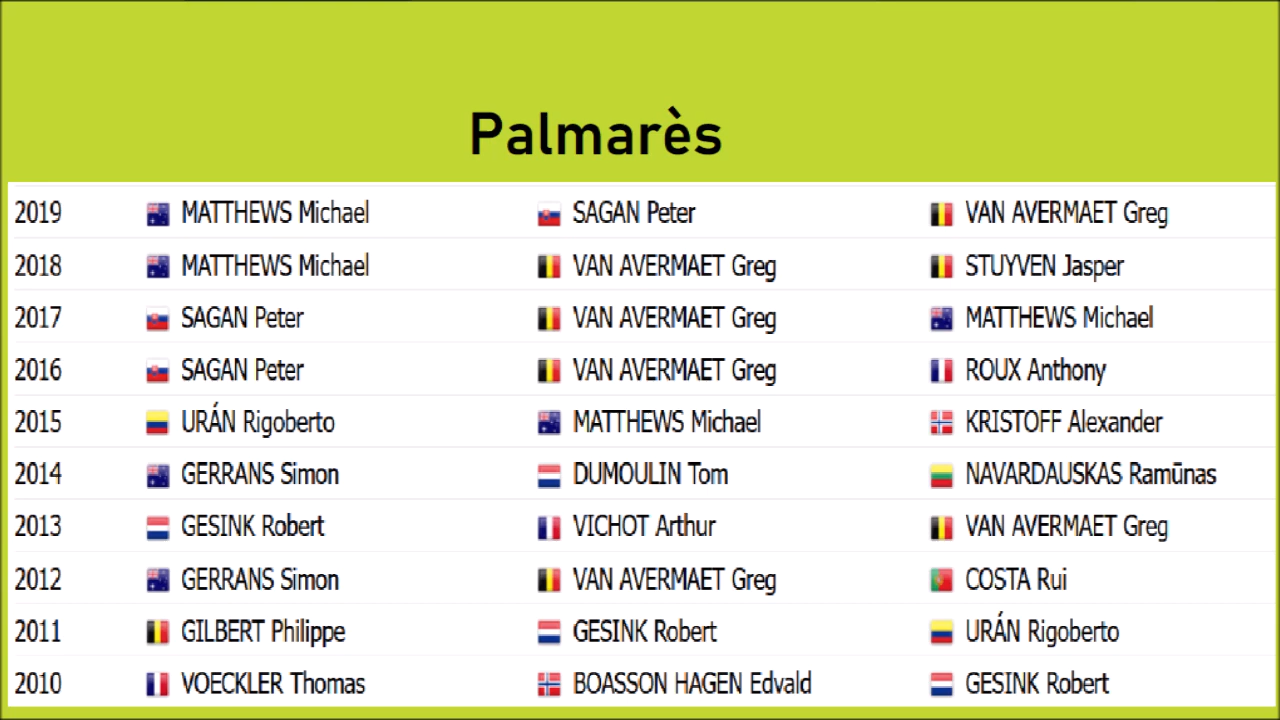 Palmarès
2019 MATTHEWS Michael SAGAN Peter VAN AVERMAET Greg
2018 MATTHEWS Michael VAN AVERMAET Greg STUYVEN Jasper
2017 SAGAN Peter VAN AVERMAET Greg MATTHEWS Michael
2016 SAGAN Peter VAN AVERMAET Greg ROUX Anthony
2015 URÁN Rigoberto MATTHEWS Michael KRISTOFF Alexander
2014 GERRANS Simon DUMOULIN Tom NAVARDAUSKAS Ramūnas
2013 GESINK Robert VICHOT Arthur VAN AVERMAET Greg
2012 GERRANS Simon VAN AVERMAET Greg COSTA Rui
2011 GILBERT Philippe GESINK Robert URÁN Rigoberto
2010 VOECKLER Thomas BOASSON HAGEN Edvald GESINK Robert